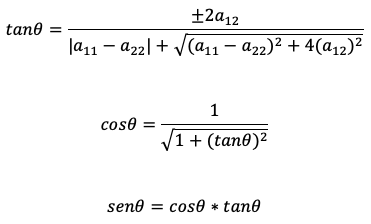 tanθ = ±2a₁₂ / (|a₁₁ − a₂₂| + √((a₁₁ − a₂₂)² + 4(a₁₂)²))
cosθ = 1 / √(1 + (tanθ)²)
senθ = cosθ * tanθ